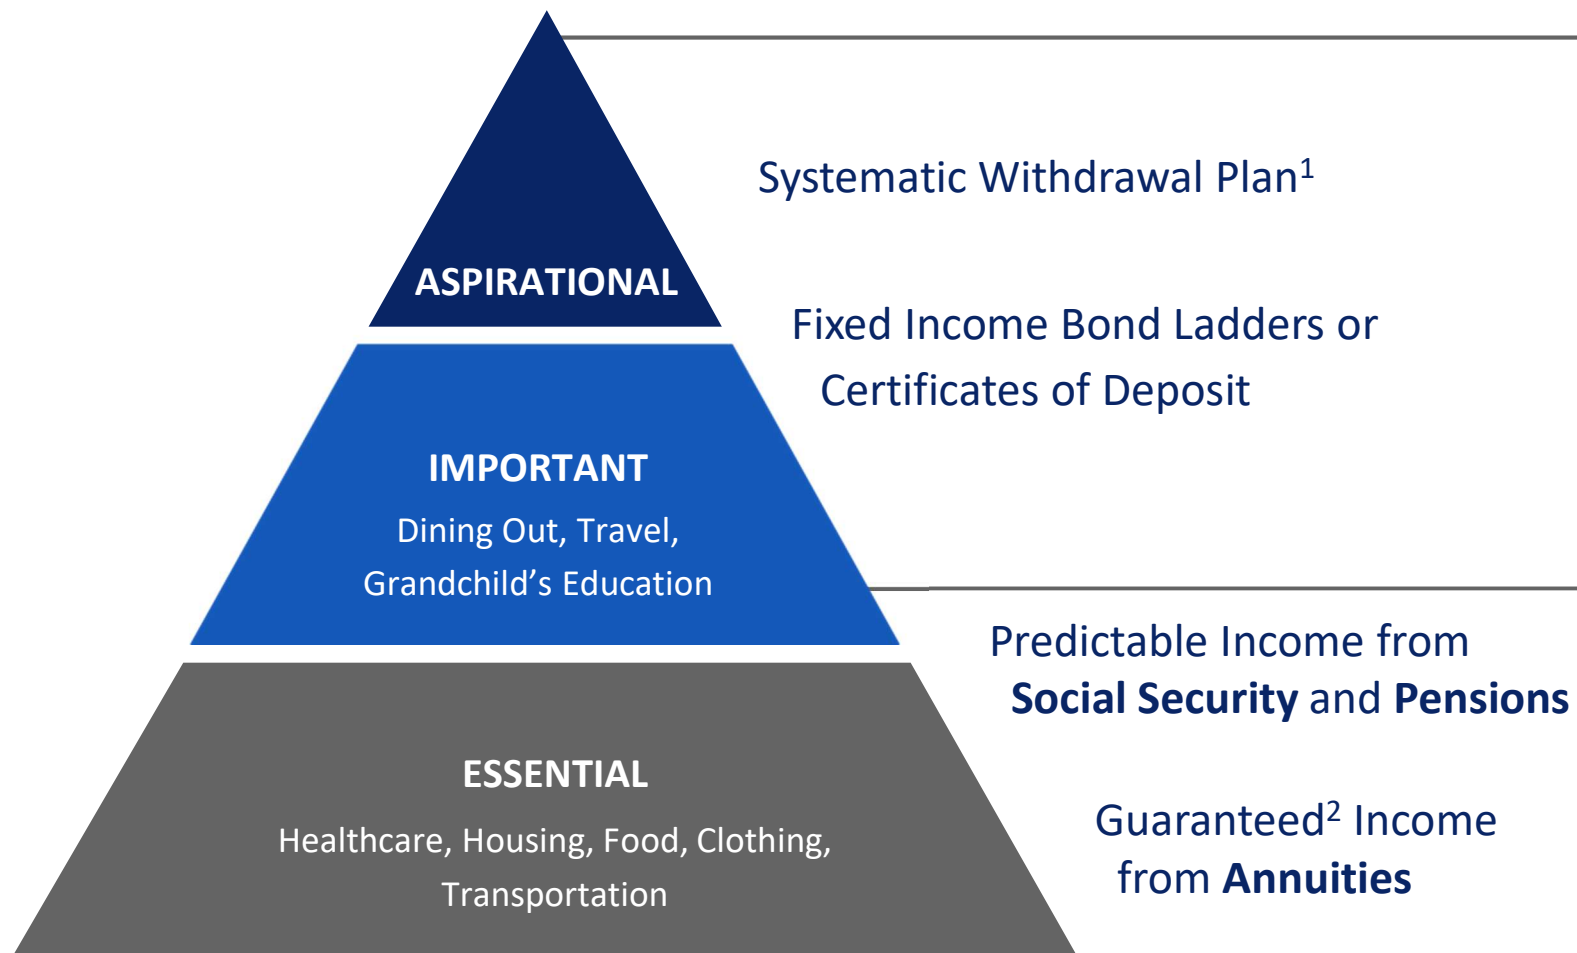 Systematic Withdrawal Plan¹
ASPIRATIONAL
Fixed Income Bond Ladders or
Certificates of Deposit
IMPORTANT
Dining Out, Travel,
Grandchild’s Education
Predictable Income from
Social Security and Pensions
ESSENTIAL
Healthcare, Housing, Food, Clothing,
Transportation
Guaranteed² Income
from Annuities